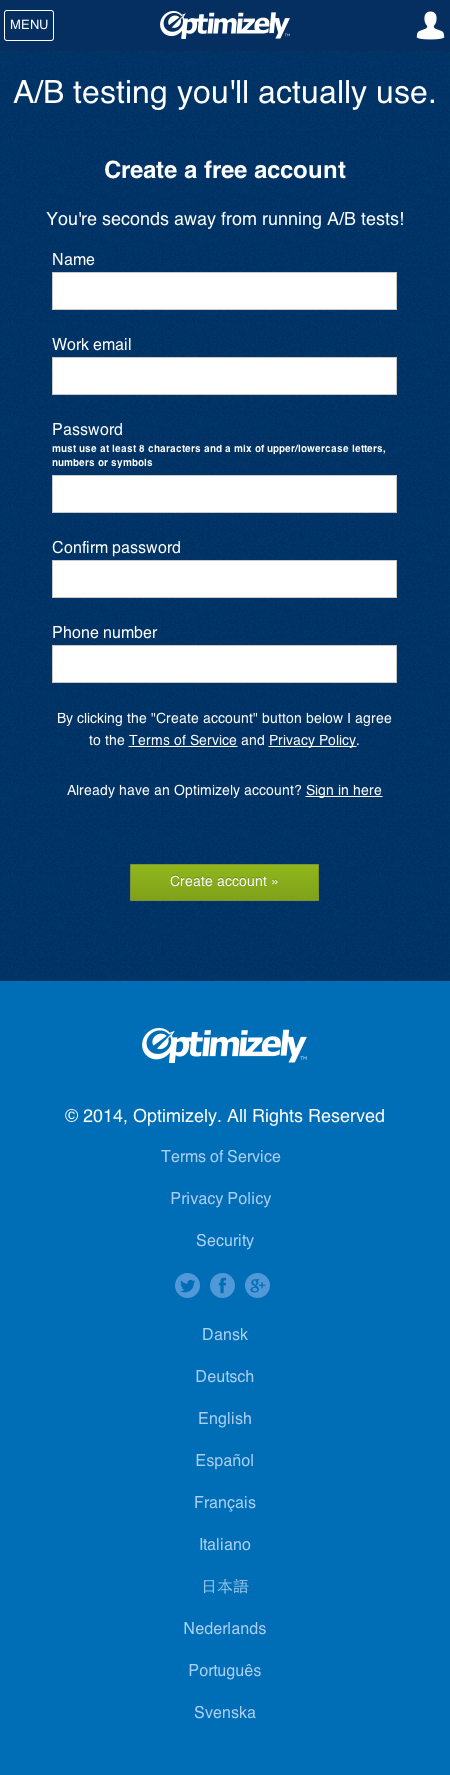 MENU
Optimizely™
A/B testing you'll actually use.
Create a free account
You're seconds away from running A/B tests!
Name
Work email
Password
must use at least 8 characters and a mix of upper/lowercase letters,
numbers or symbols
Confirm password
Phone number
By clicking the "Create account" button below I agree
to the Terms of Service and Privacy Policy.
Already have an Optimizely account? Sign in here
Create account »
Optimizely™
© 2014, Optimizely. All Rights Reserved
Terms of Service
Privacy Policy
Security
f g+
Dansk
Deutsch
English
Español
Français
Italiano
日本語
Nederlands
Português
Svenska